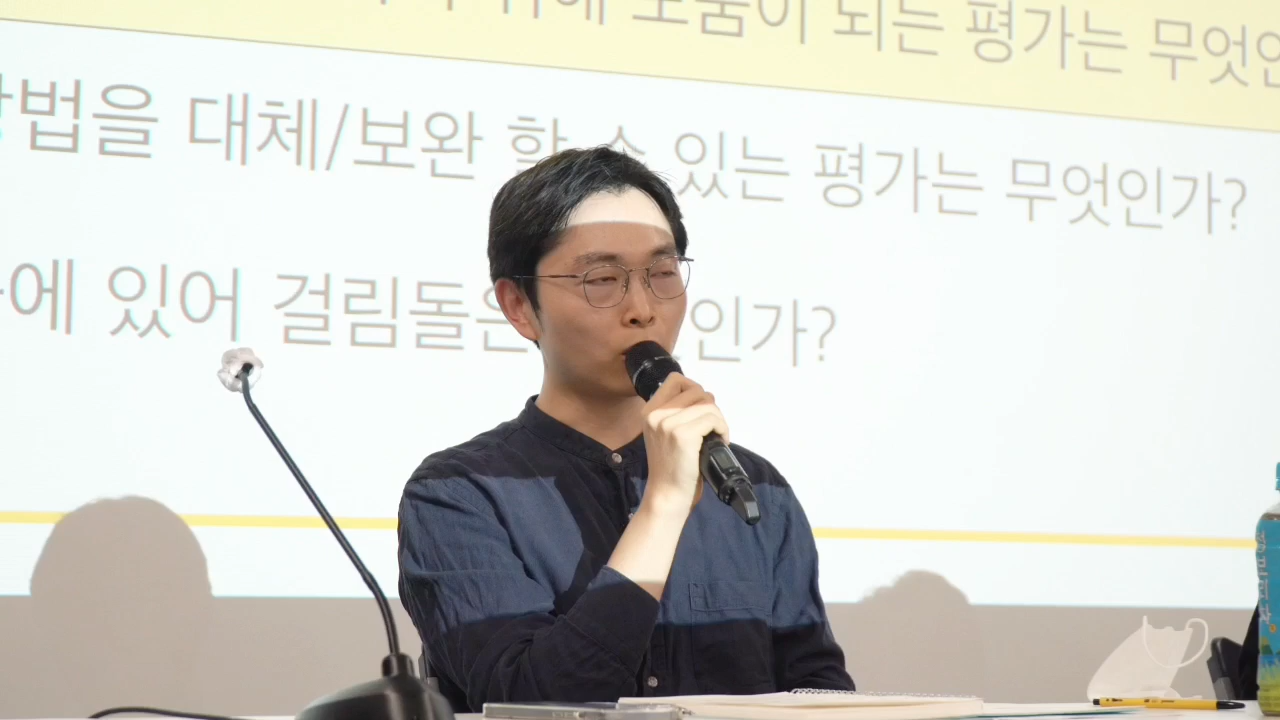 위해 도움이 되는 평가는 무엇인
방법을 대체/보완 할 수 있는 평가는 무엇인가?
에 있어 걸림돌은 인가?